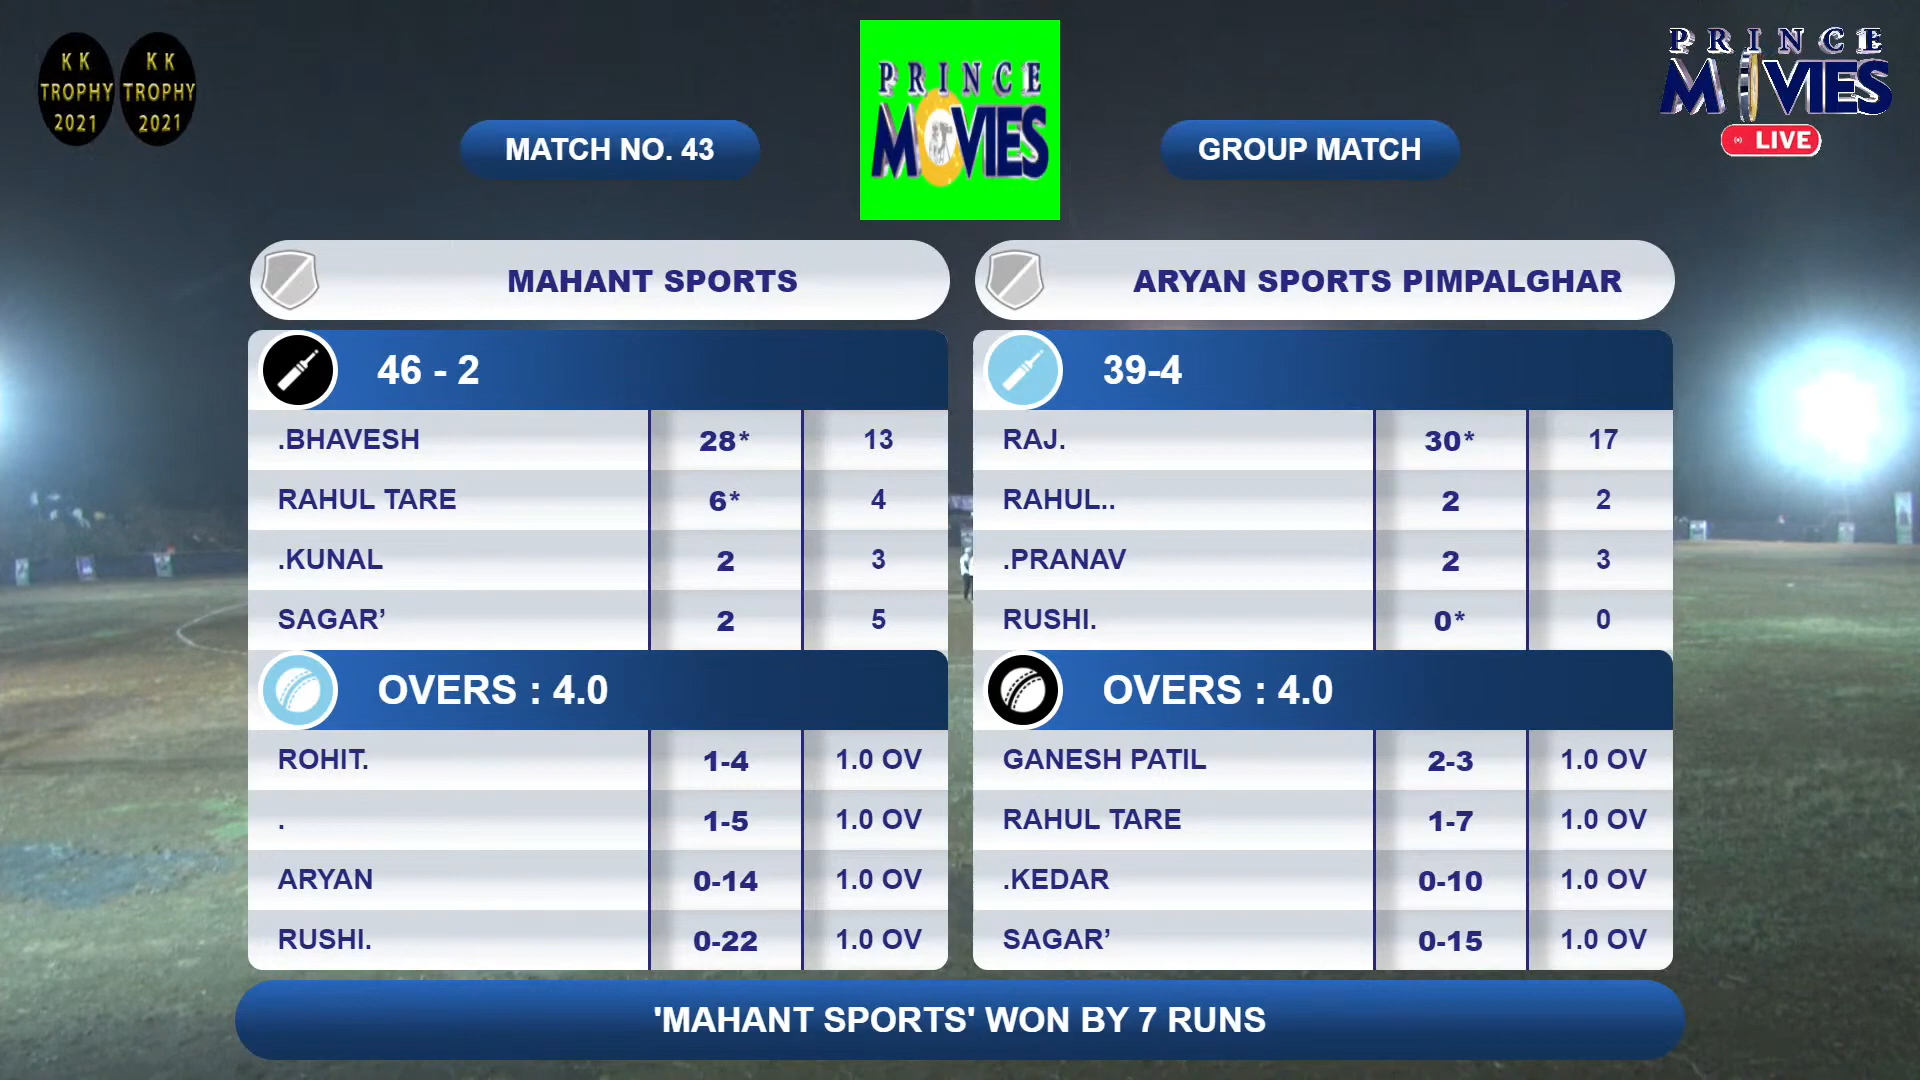 K K
TROPHY
2021
K K
TROPHY
2021
MATCH NO. 43
PRINCE
MOVIES
GROUP MATCH
PRINCE
MOVIES
LIVE
MAHANT SPORTS
46 - 2
.BHAVESH 28* 13
RAHUL TARE 6* 4
.KUNAL 2 3
SAGAR’ 2 5
OVERS : 4.0
ROHIT. 1-4 1.0 OV
. 1-5 1.0 OV
ARYAN 0-14 1.0 OV
RUSHI. 0-22 1.0 OV
ARYAN SPORTS PIMPALGHAR
39-4
RAJ. 30* 17
RAHUL.. 2 2
.PRANAV 2 3
RUSHI. 0* 0
OVERS : 4.0
GANESH PATIL 2-3 1.0 OV
RAHUL TARE 1-7 1.0 OV
.KEDAR 0-10 1.0 OV
SAGAR’ 0-15 1.0 OV
'MAHANT SPORTS' WON BY 7 RUNS